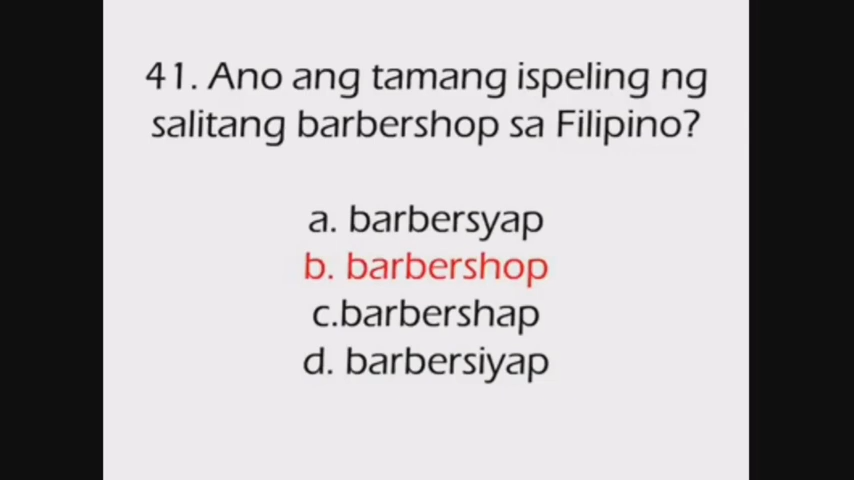 41. Ano ang tamang ispeling ng
salitang barbershop sa Filipino?
a. barbersyap
b. barbershop
c.barbershap
d. barbersiyap